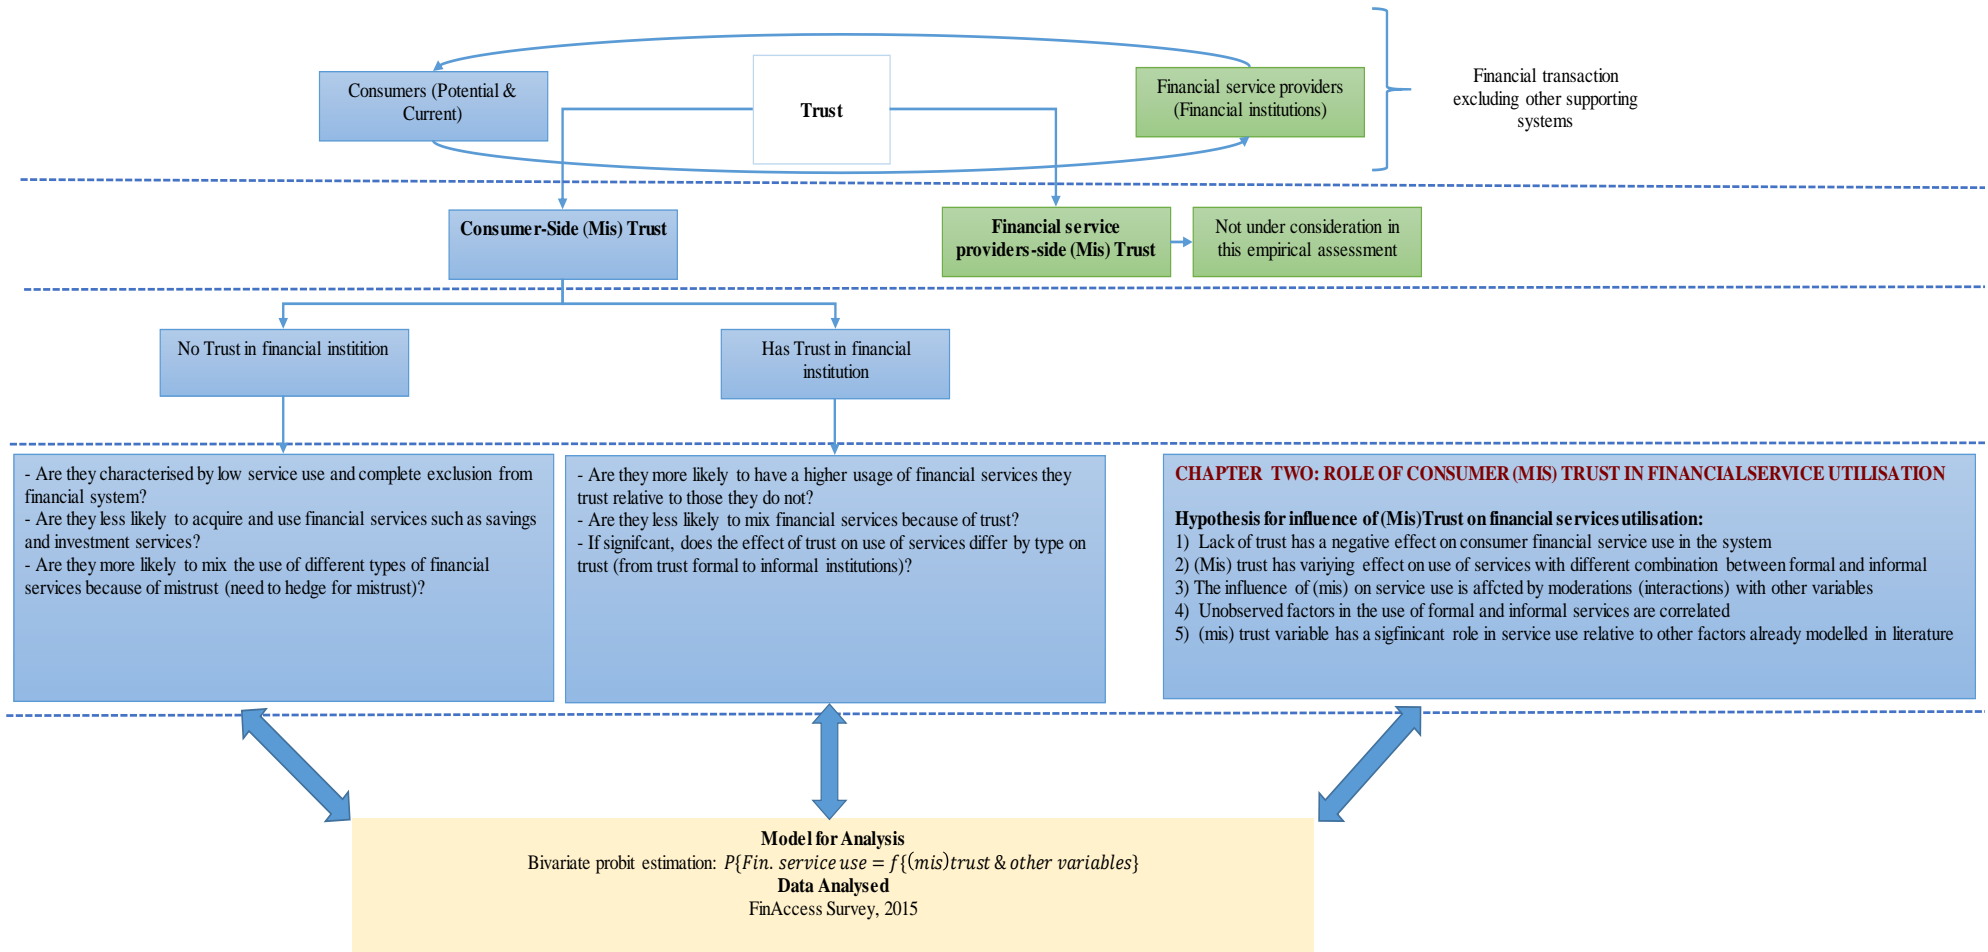 Consumers (Potential &
Current)
Trust
Financial service providers
(Financial institutions)
Financial transaction
excluding other supporting
systems
Consumer-Side (Mis) Trust
Financial service
providers-side (Mis) Trust
Not under consideration in
this empirical assessment
No Trust in financial institition
Has Trust in financial
institution
- Are they characterised by low service use and complete exclusion from
financial system?
- Are they less likely to acquire and use financial services such as savings
and investment services?
- Are they more likely to mix the use of different types of financial
services because of mistrust (need to hedge for mistrust)?
- Are they more likely to have a higher usage of financial services they
trust relative to those they do not?
- Are they less likely to mix financial services because of trust?
- If signifcant, does the effect of trust on use of services differ by type on
trust (from trust formal to informal institutions)?
CHAPTER TWO: ROLE OF CONSUMER (MIS) TRUST IN FINANCIALSERVICE UTILISATION
Hypothesis for influence of (Mis)Trust on financial services utilisation:
1) Lack of trust has a negative effect on consumer financial service use in the system
2) (Mis) trust has variying effect on use of services with different combination between formal and informal
3) The influence of (mis) on service use is affcted by moderations (interactions) with other variables
4) Unobserved factors in the use of formal and informal services are correlated
5) (mis) trust variable has a sigfinicant role in service use relative to other factors already modelled in literature
Model for Analysis
Bivariate probit estimation: P{Fin. service use = f{(mis)trust & other variables}
Data Analysed
FinAccess Survey, 2015